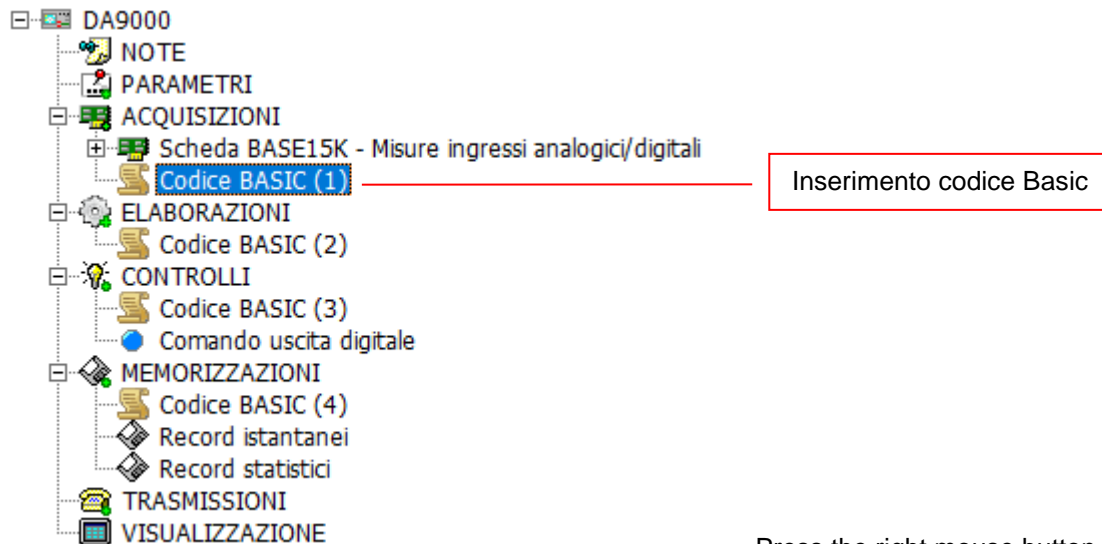 DA9000
NOTE
PARAMETRI
ACQUISIZIONI
Scheda BASE15K - Misure ingressi analogici/digitali
Codice BASIC (1)
Inserimento codice Basic
ELABORAZIONI
Codice BASIC (2)
CONTROLLI
Codice BASIC (3)
Comando uscita digitale
MEMORIZZAZIONI
Codice BASIC (4)
Record istantanei
Record statistici
TRASMISSIONI
VISUALIZZAZIONE
Press the right mouse button